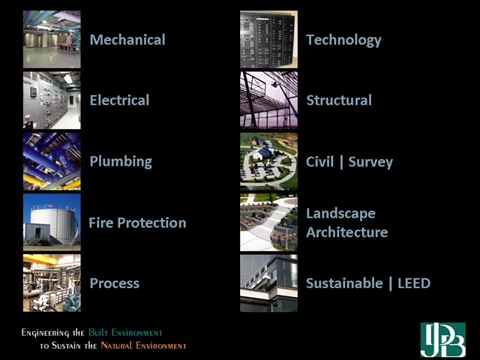 Mechanical
Electrical
Plumbing
Fire Protection
Process
Technology
Structural
Civil | Survey
Landscape
Architecture
Sustainable | LEED
Engineering the Built Environment
to Sustain the Natural Environment
JPB